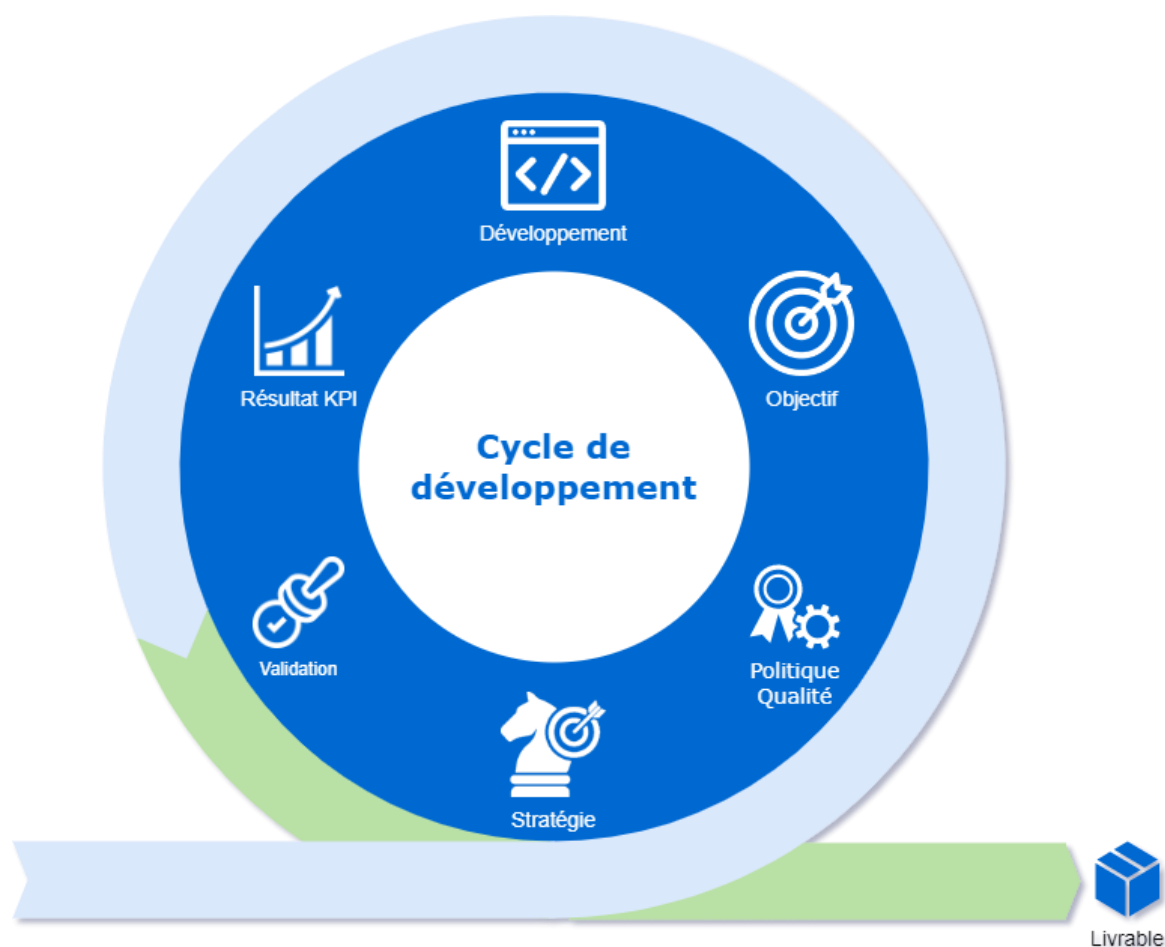 </>
Développement
Résultat KPI
Objectif
Cycle de
développement
Validation
Politique
Qualité
Stratégie
Livrable